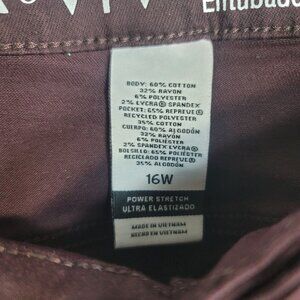 Entubado
BODY: 60% COTTON
32% RAYON
6% POLYESTER
2% LYCRA® SPANDEX
POCKET: 65% REPREVE®
RECYCLED POLYESTER
35% COTTON
CUERPO: 60% ALGODÓN
32% RAYON
6% POLIÉSTER
2% SPANDEX LYCRA®
BOLSILLO: 65% POLIÉSTER
RECICLADO REPREVE®
35% ALGODÓN
16W
POWER STRETCH
ULTRA ELASTIZADO
MADE IN VIETNAM
HECHO EN VIETNAM